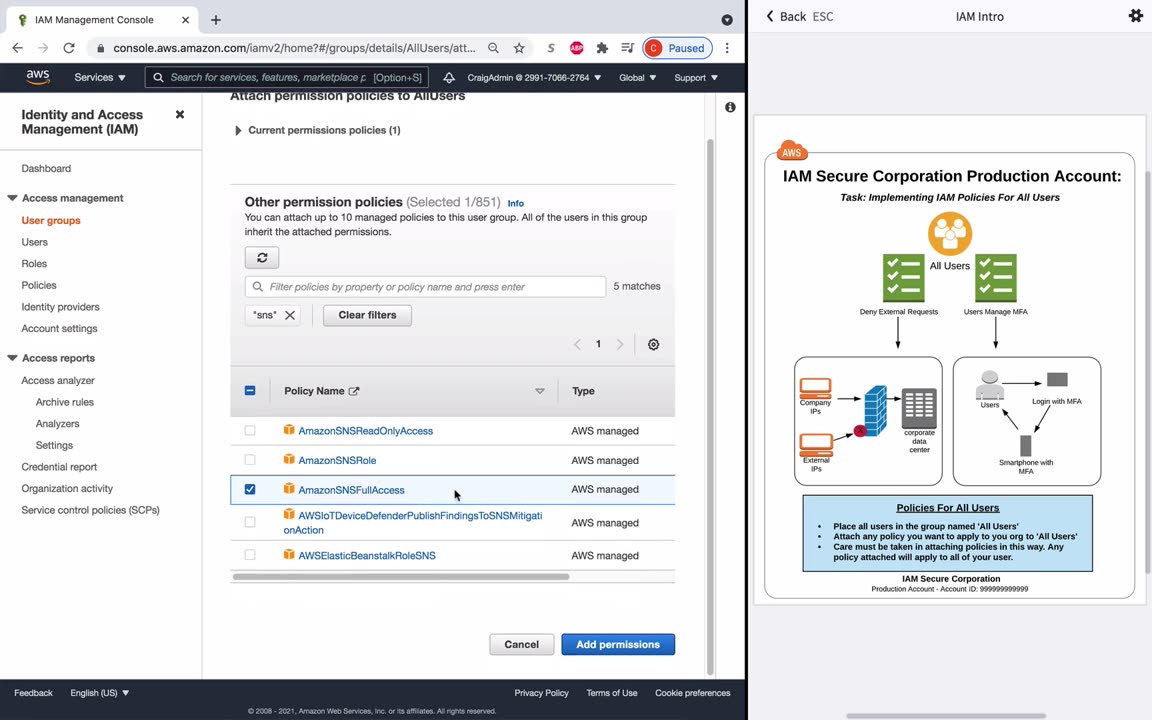 IAM Management Console
console.aws.amazon.com/iamv2/home?#/groups/details/AllUsers/att...
S
ABP
C Paused
aws
Services
Search for services, features, marketplace p [Option+S]
CraigAdmin @ 2991-7066-2764
Global
Support
Identity and Access
Management (IAM)
Dashboard
Access management
User groups
Users
Roles
Policies
Identity providers
Account settings
Access reports
Access analyzer
Archive rules
Analyzers
Settings
Credential report
Organization activity
Service control policies (SCPs)
Attach permission policies to AllUsers
Current permissions policies (1)
Other permission policies (Selected 1/851) Info
You can attach up to 10 managed policies to this user group. All of the users in this group
inherit the attached permissions.
Filter policies by property or policy name and press enter
5 matches
"sns"
Clear filters
1
Policy Name
Type
AmazonSNSReadOnlyAccess
AWS managed
AmazonSNSRole
AWS managed
AmazonSNSFullAccess
AWS managed
AWSIoTDeviceDefenderPublishFindingsToSNSMitigati
onAction
AWS managed
AWSElasticBeanstalkRoleSNS
AWS managed
Cancel
Add permissions
Feedback
English (US)
Privacy Policy
Terms of Use
Cookie preferences
© 2008 - 2021, Amazon Web Services, Inc. or its affiliates. All rights reserved.
Back ESC
IAM Intro
AWS
IAM Secure Corporation Production Account:
Task: Implementing IAM Policies For All Users
All Users
Deny External Requests
Users Manage MFA
Company
IPs
External
IPs
X
corporate
data
center
Users
Login with MFA
Smartphone with
MFA
Policies For All Users
• Place all users in the group named 'All Users'
• Attach any policy you want to apply to you org to 'All Users'
• Care must be taken in attaching policies in this way. Any
policy attached will apply to all of your user.
IAM Secure Corporation
Production Account - Account ID: 999999999999